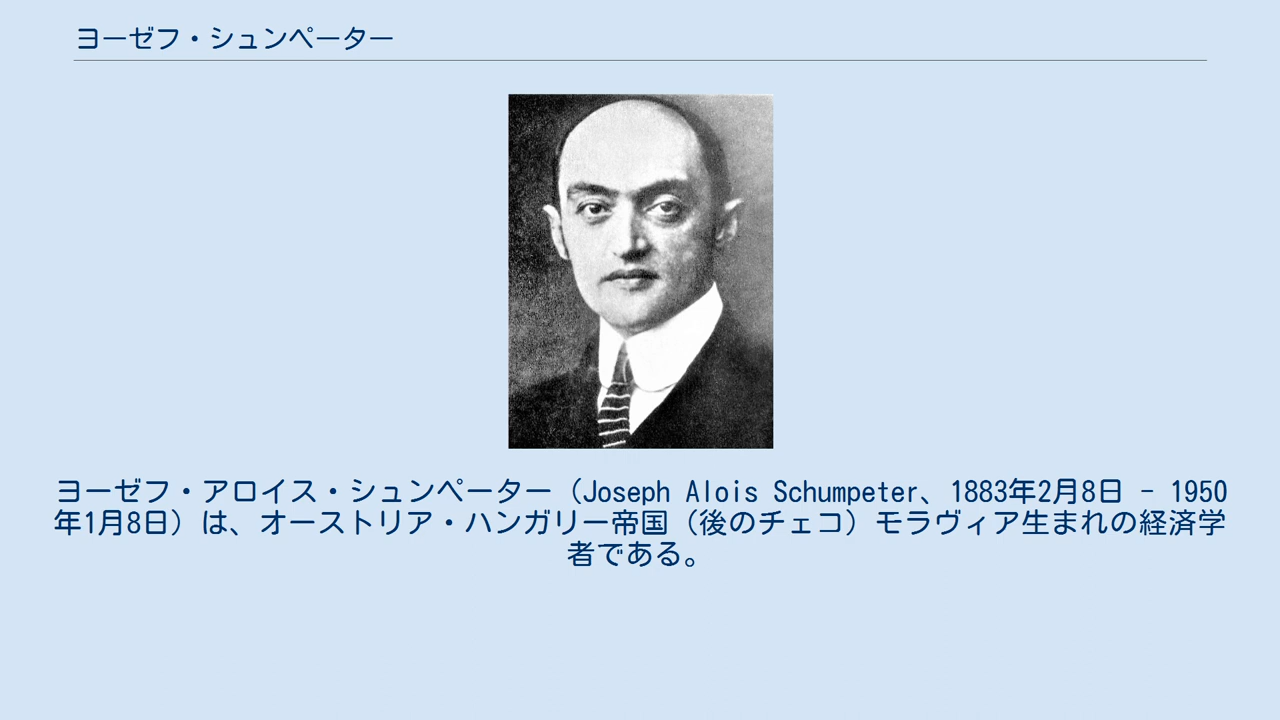 ヨーゼフ・シュンペーター
ヨーゼフ・アロイス・シュンペーター（Joseph Alois Schumpeter、1883年2月8日 – 1950
年1月8日）は、オーストリア・ハンガリー帝国（後のチェコ）モラヴィア生まれの経済学
者である。